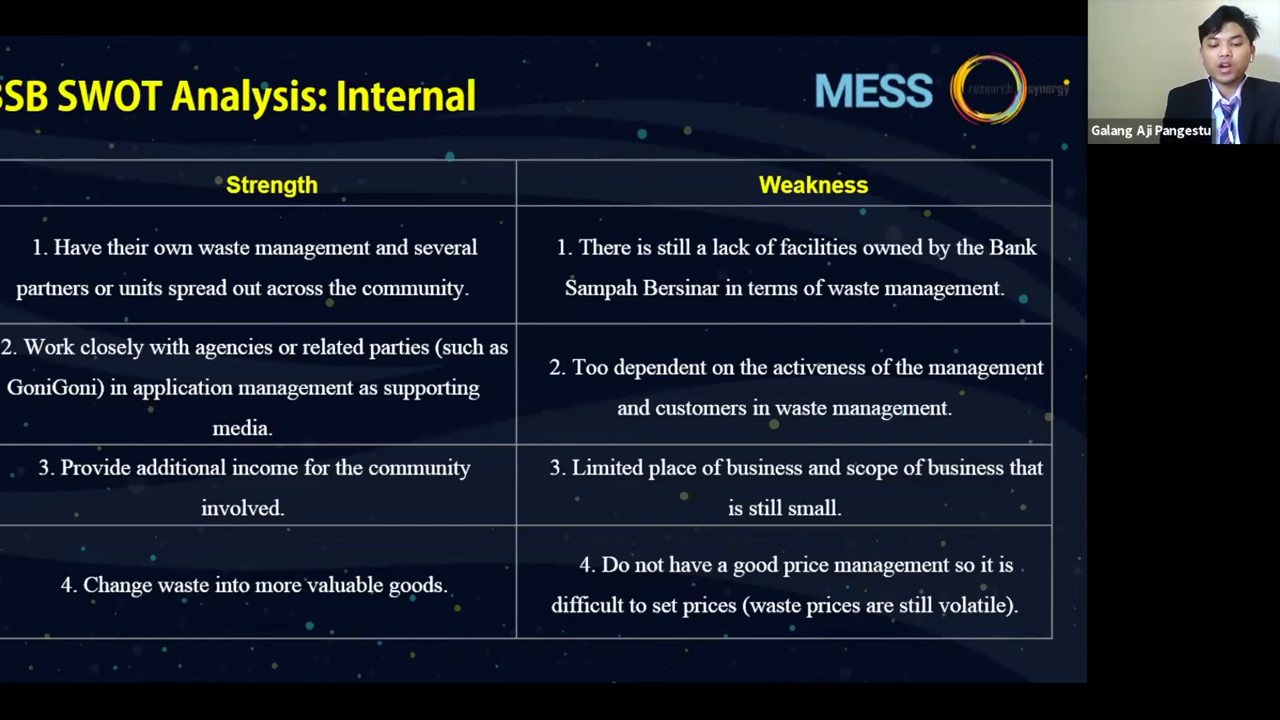 BSB SWOT Analysis: Internal
MESS
research synergy
Galang Aji Pangestu
Strength
Weakness
1. Have their own waste management and several
partners or units spread out across the community.
1. There is still a lack of facilities owned by the Bank
Sampah Bersinar in terms of waste management.
2. Work closely with agencies or related parties (such as
GoniGoni) in application management as supporting
media.
2. Too dependent on the activeness of the management
and customers in waste management.
3. Provide additional income for the community
involved.
3. Limited place of business and scope of business that
is still small.
4. Change waste into more valuable goods.
4. Do not have a good price management so it is
difficult to set prices (waste prices are still volatile).